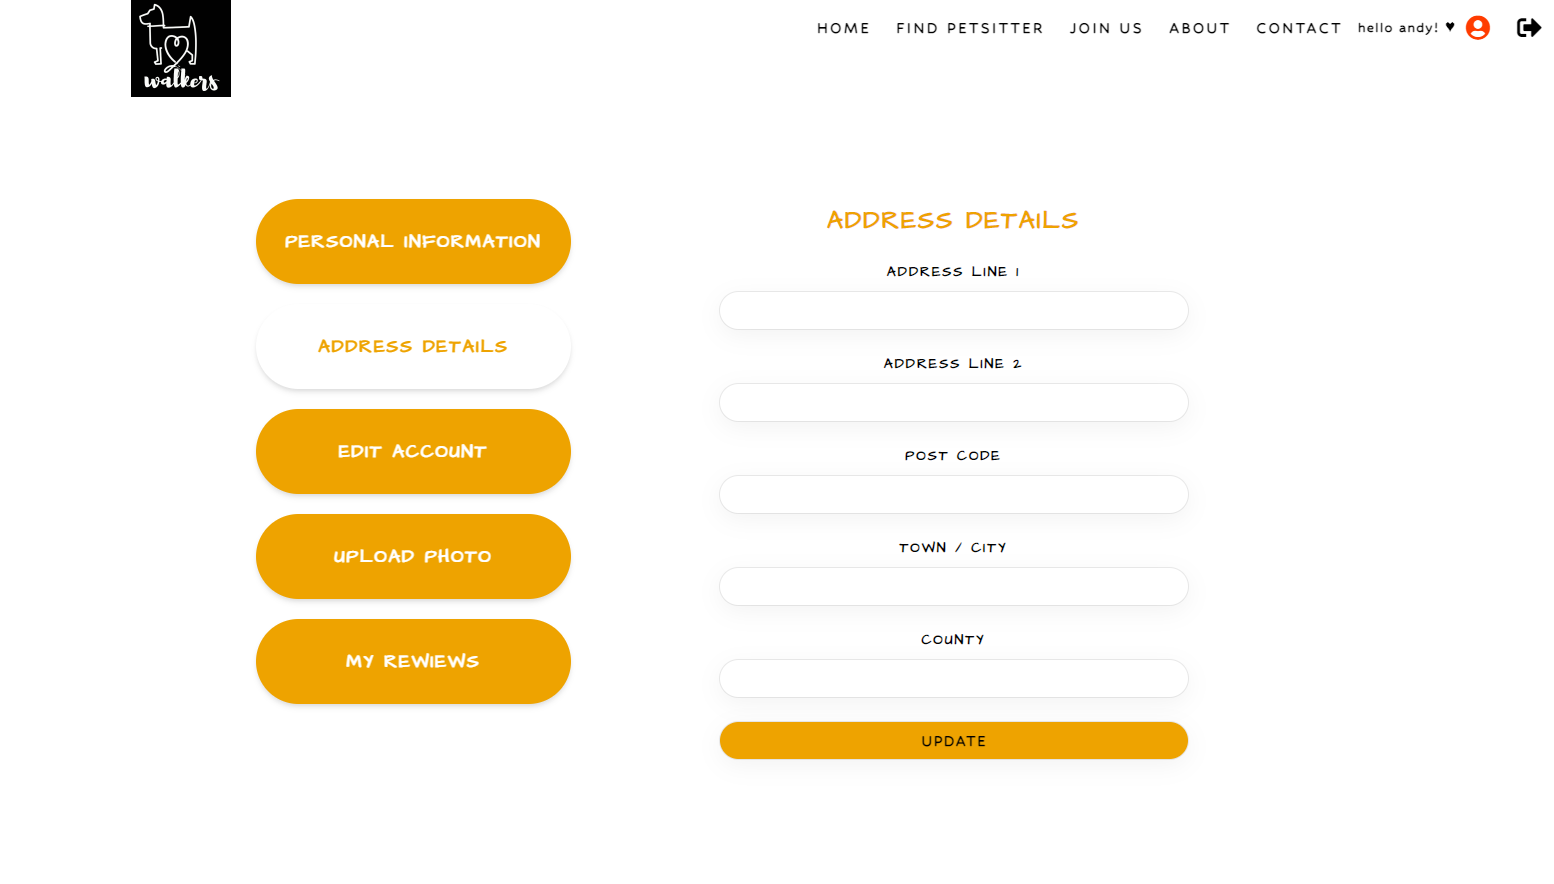 walkers
HOME FIND PETSITTER JOIN US ABOUT CONTACT hello andy! ♥
PERSONAL INFORMATION
ADDRESS DETAILS
EDIT ACCOUNT
UPLOAD PHOTO
MY REWIEWS
ADDRESS DETAILS
ADDRESS LINE 1
ADDRESS LINE 2
POST CODE
TOWN / CITY
COUNTY
UPDATE